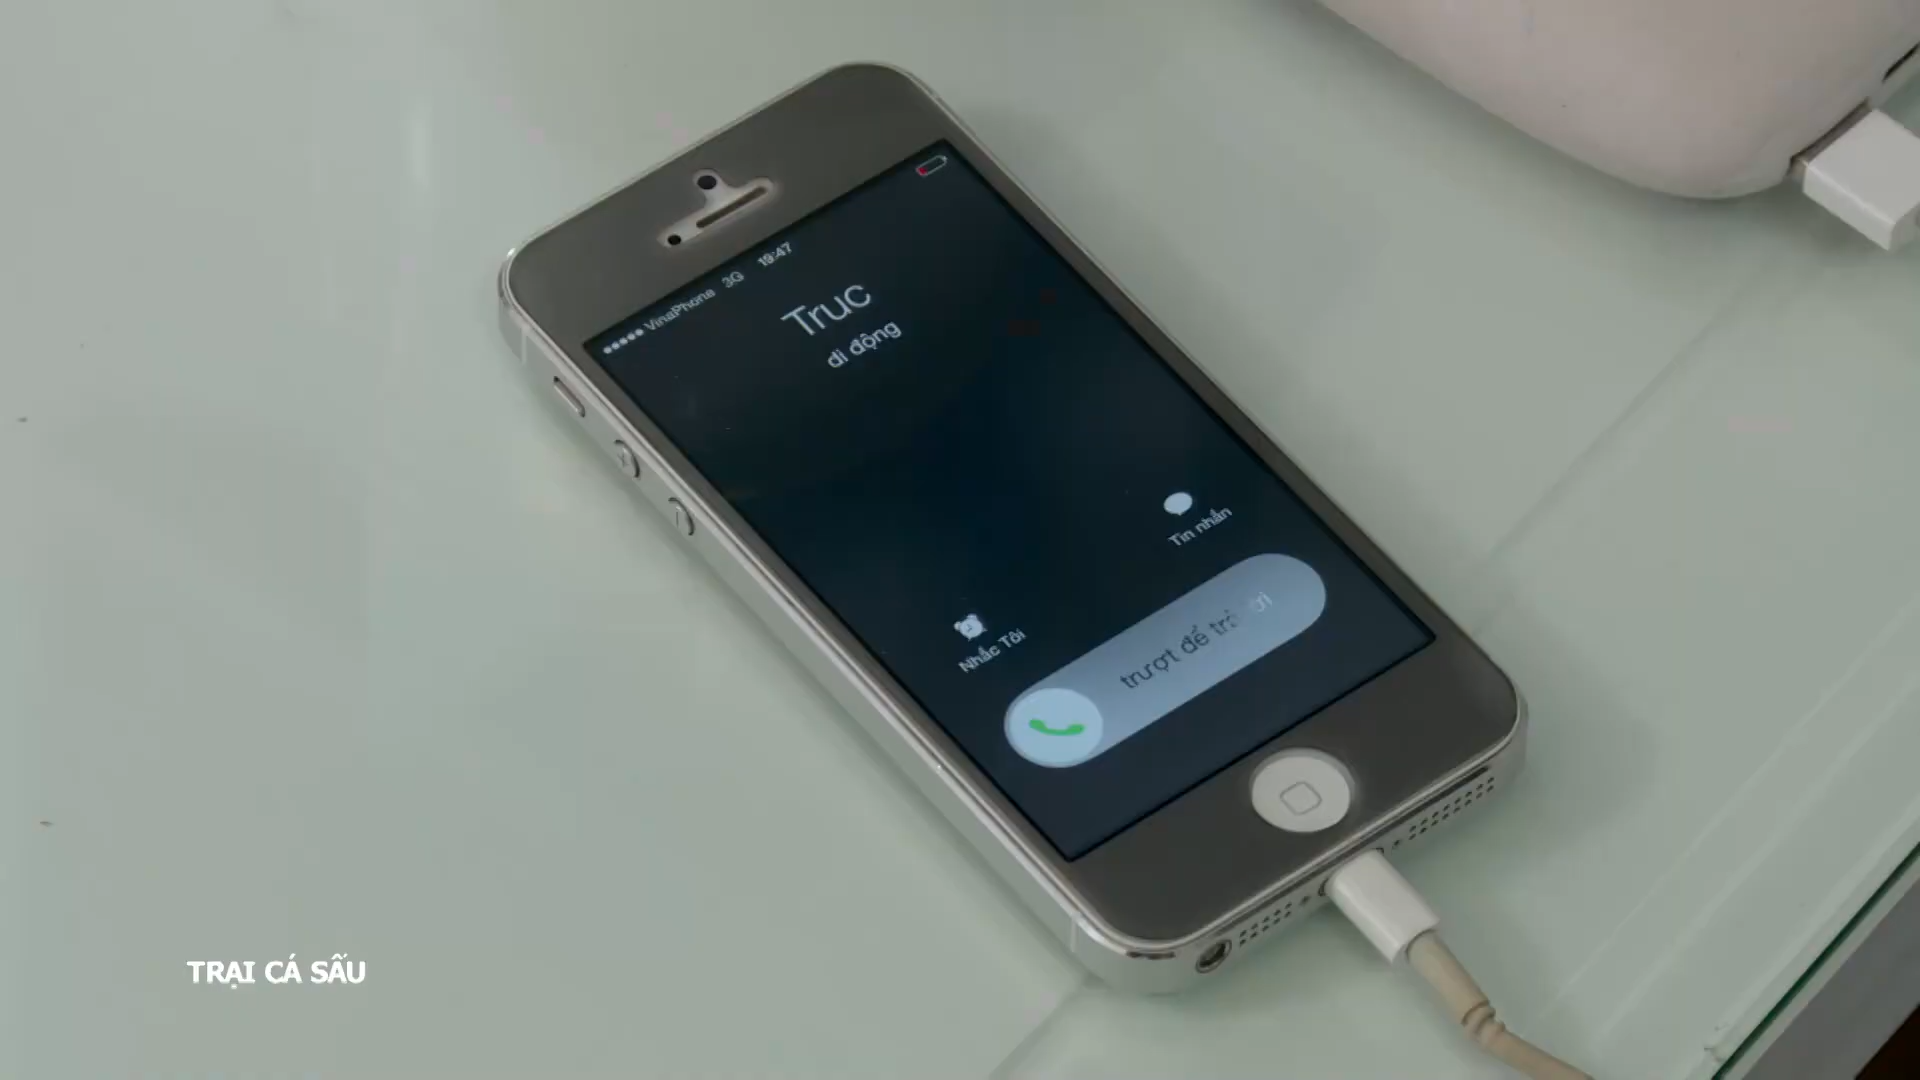 VinaPhone 3G 19:47
Truc
di động
Tin nhắn
Nhắc Tôi
trượt để trả lời
TRẠI CÁ SẤU